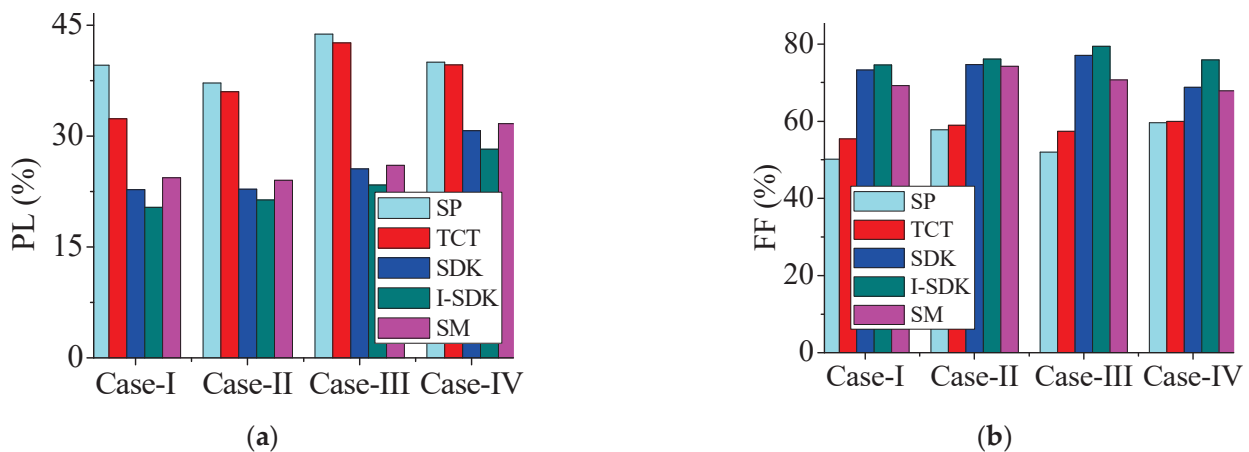 PL (%)
45
30
15
0
SP
TCT
SDK
I-SDK
SM
Case-I Case-II Case-III Case-IV
(a)
FF (%)
80
60
40
20
0
SP
TCT
SDK
I-SDK
SM
Case-I Case-II Case-III Case-IV
(b)